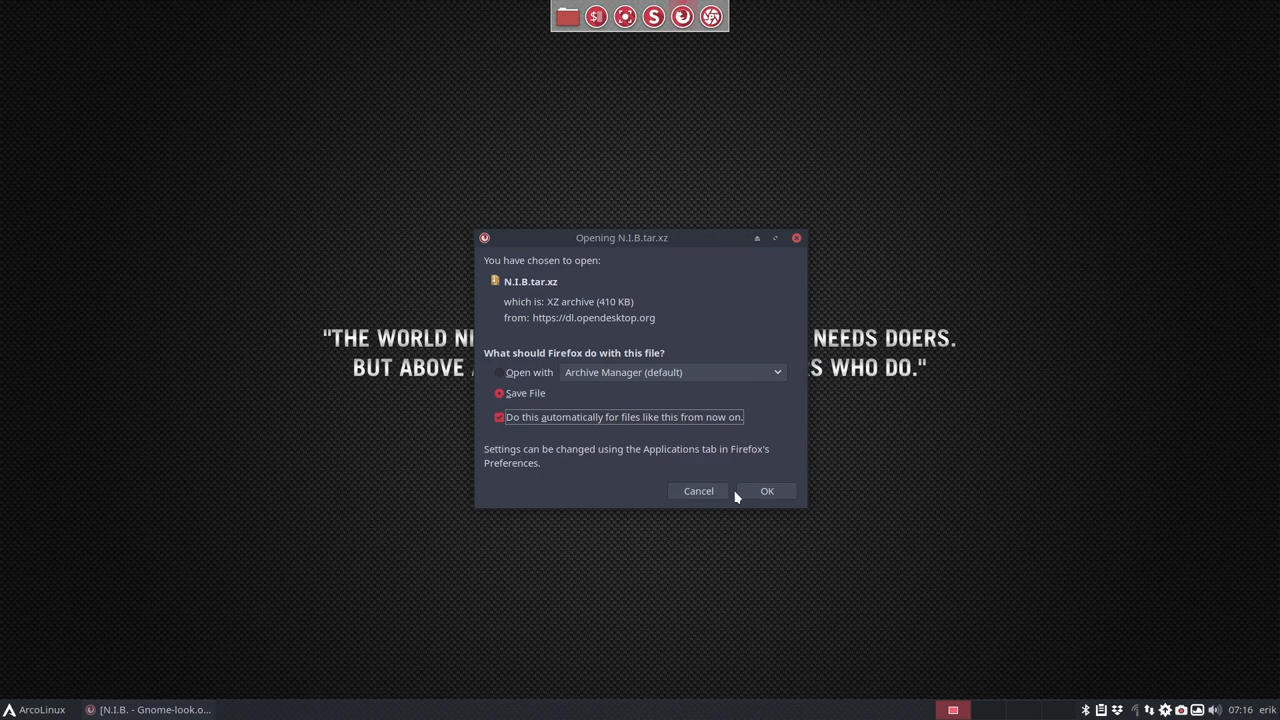 Opening N.I.B.tar.xz
You have chosen to open:
N.I.B.tar.xz
which is: XZ archive (410 KB)
from: https://dl.opendesktop.org
"THE WORLD NEEDS DOERS.
BUT ABOVE S WHO DO."
What should Firefox do with this file?
Open with Archive Manager (default)
Save File
Do this automatically for files like this from now on.
Settings can be changed using the Applications tab in Firefox's
Preferences.
Cancel OK
ArcoLinux [N.I.B. - Gnome-look.o... 07:16 erik